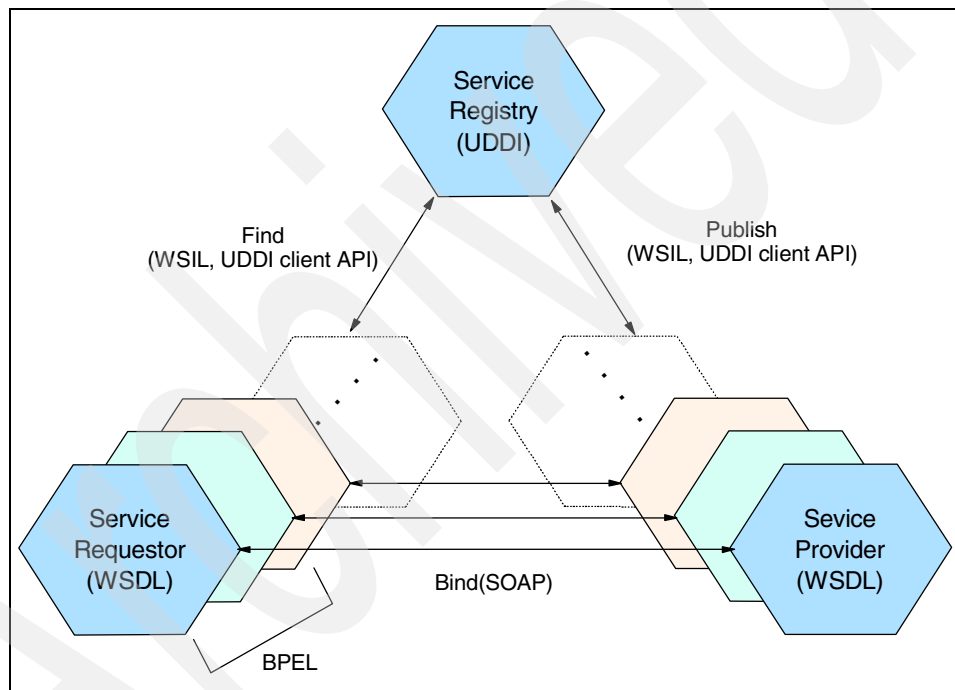 Service
Registry
(UDDI)
Find
(WSIL, UDDI client API)
Publish
(WSIL, UDDI client API)
Service
Requestor
(WSDL)
Sevice
Provider
(WSDL)
Bind(SOAP)
BPEL